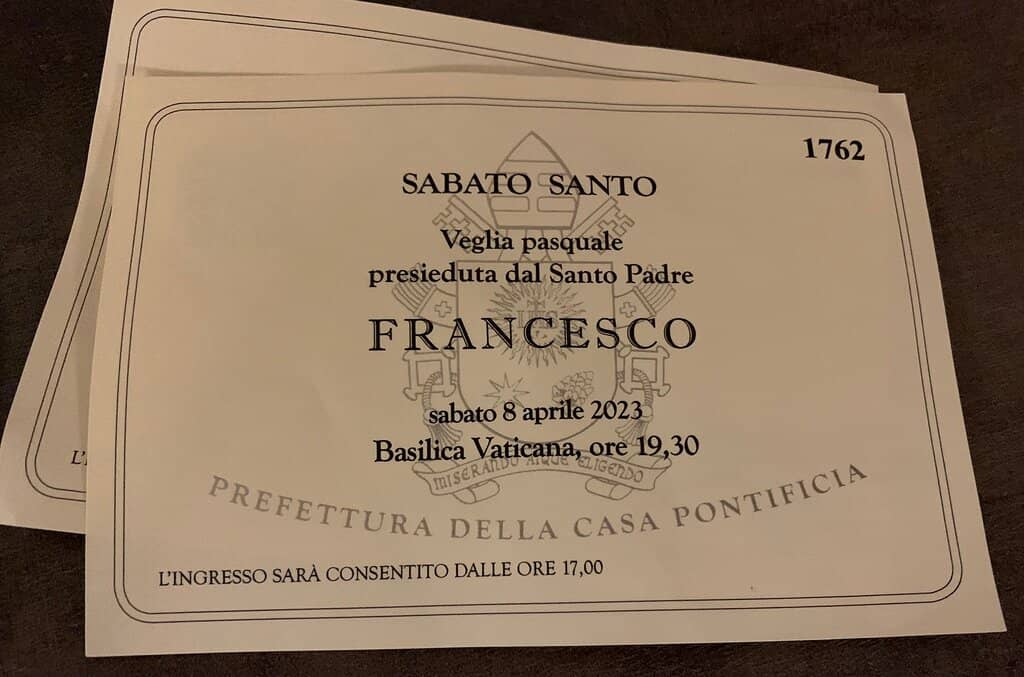 1762
SABATO SANTO
Veglia pasquale
presieduta dal Santo Padre
FRANCESCO
sabato 8 aprile 2023
Basilica Vaticana, ore 19,30
MISERANDO ATQUE ELIGENDO
PREFETTURA DELLA CASA PONTIFICIA
L'INGRESSO SARÀ CONSENTITO DALLE ORE 17,00
L'